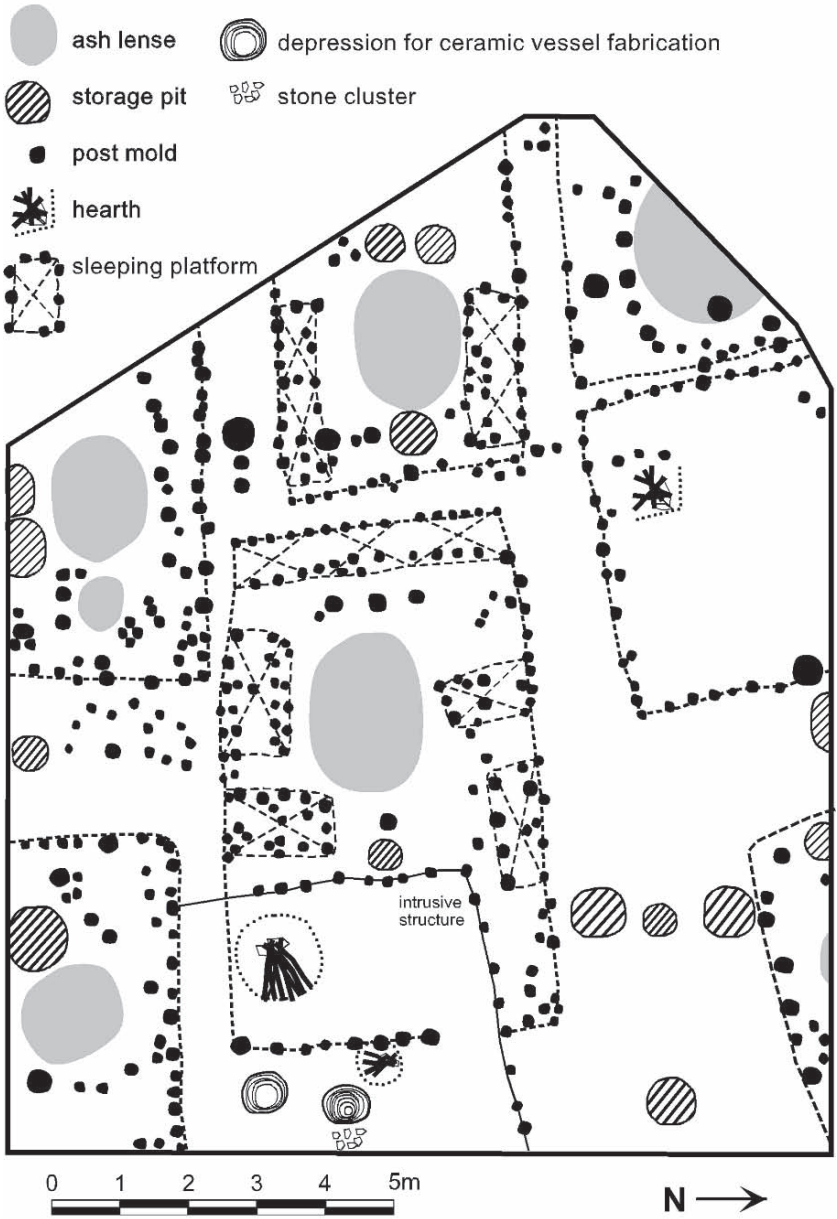 ash lense
depression for ceramic vessel fabrication
storage pit
stone cluster
post mold
hearth
sleeping platform
intrusive
structure
0 1 2 3 4 5m
N